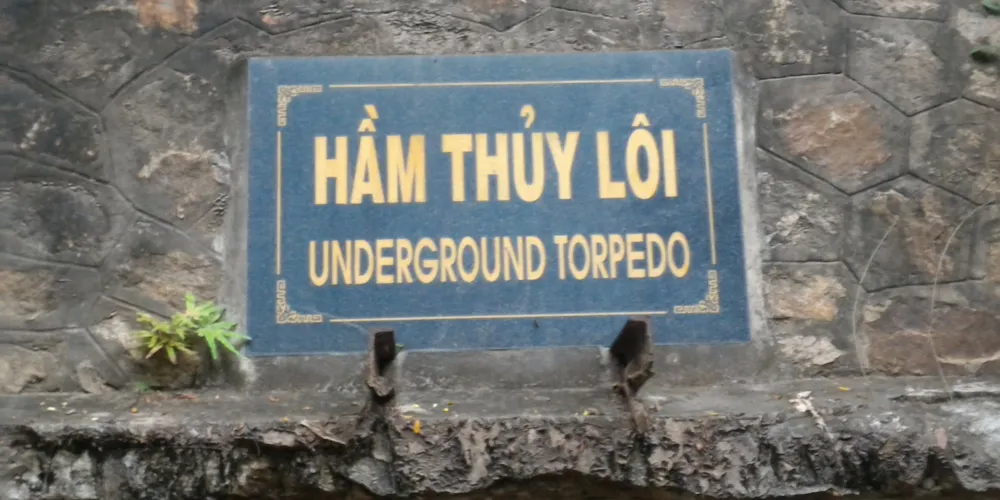 HẦM THỦY LÔI
UNDERGROUND TORPEDO